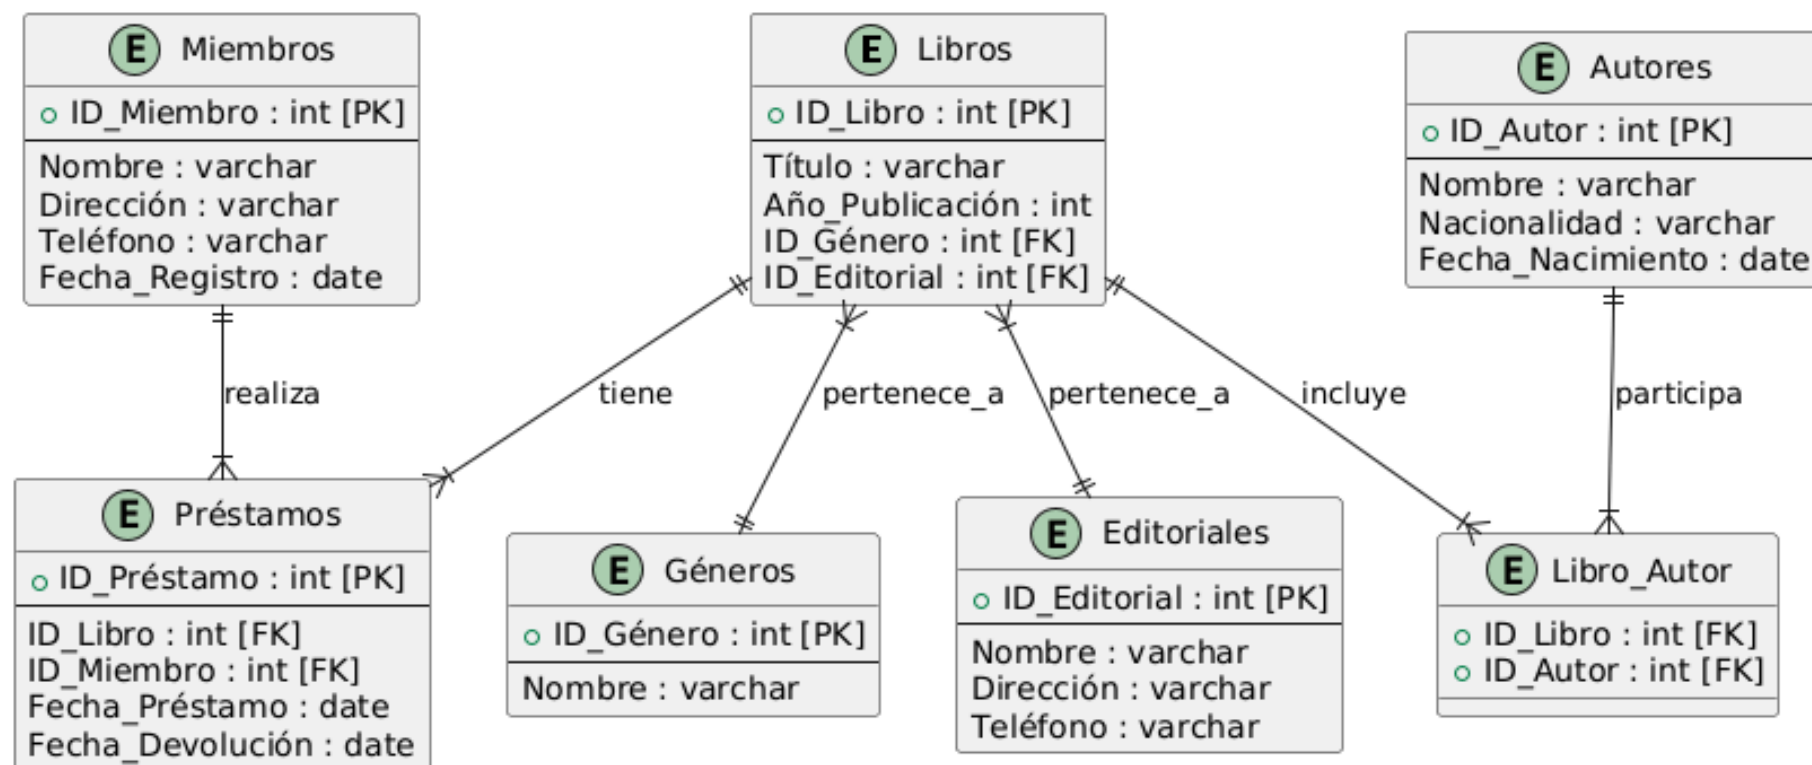 E Miembros
ID_Miembro : int [PK]
Nombre : varchar
Dirección : varchar
Teléfono : varchar
Fecha_Registro : date
E Libros
ID_Libro : int [PK]
Título : varchar
Año_Publicación : int
ID_Género : int [FK]
ID_Editorial : int [FK]
E Autores
ID_Autor : int [PK]
Nombre : varchar
Nacionalidad : varchar
Fecha_Nacimiento : date
realiza
tiene
pertenece_a
pertenece_a
incluye
participa
E Préstamos
ID_Préstamo : int [PK]
ID_Libro : int [FK]
ID_Miembro : int [FK]
Fecha_Préstamo : date
Fecha_Devolución : date
E Géneros
ID_Género : int [PK]
Nombre : varchar
E Editoriales
ID_Editorial : int [PK]
Nombre : varchar
Dirección : varchar
Teléfono : varchar
E Libro_Autor
ID_Libro : int [FK]
ID_Autor : int [FK]